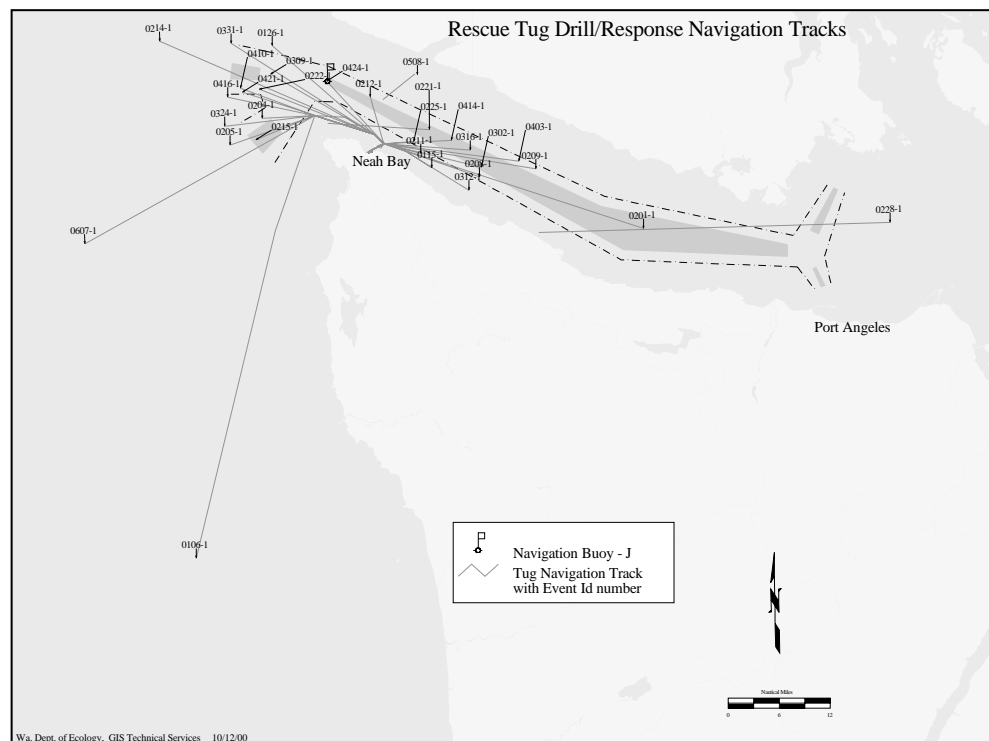 Rescue Tug Drill/Response Navigation Tracks
0214-1
0331-1
0126-1
0410-1
0309-1
0424-1
0508-1
0416-1
0421-1
0222-1
0212-1
0221-1
0324-1
0204-1
0225-1
0414-1
0205-1
0215-1
0211-1
0316-1
0302-1
0403-1
Neah Bay
0115-1
0209-1
0312-1
0607-1
0201-1
0228-1
Port Angeles
0106-1
Navigation Buoy - J
Tug Navigation Track
with Event Id number
N
Nautical Miles
0 6 12
Wa. Dept. of Ecology, GIS Technical Services 10/12/00